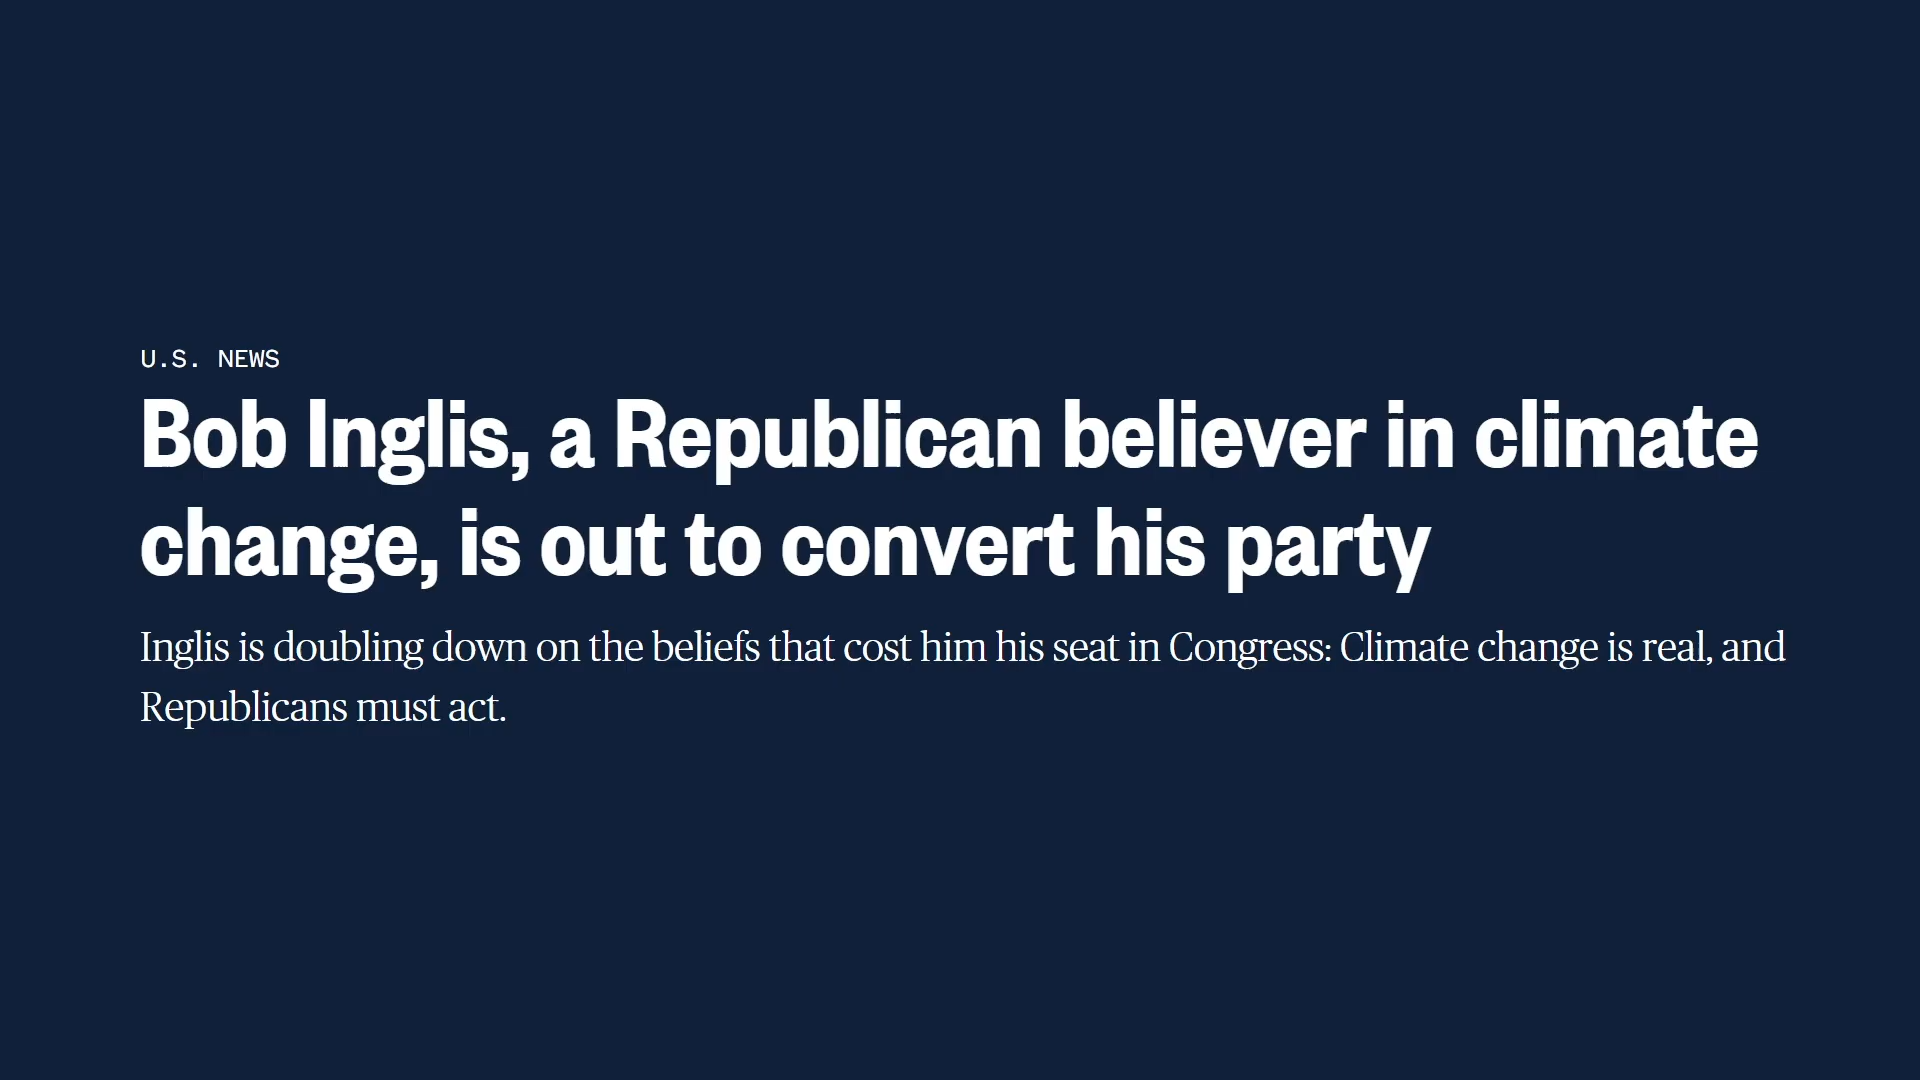 U.S. NEWS
Bob Inglis, a Republican believer in climate
change, is out to convert his party
Inglis is doubling down on the beliefs that cost him his seat in Congress: Climate change is real, and
Republicans must act.